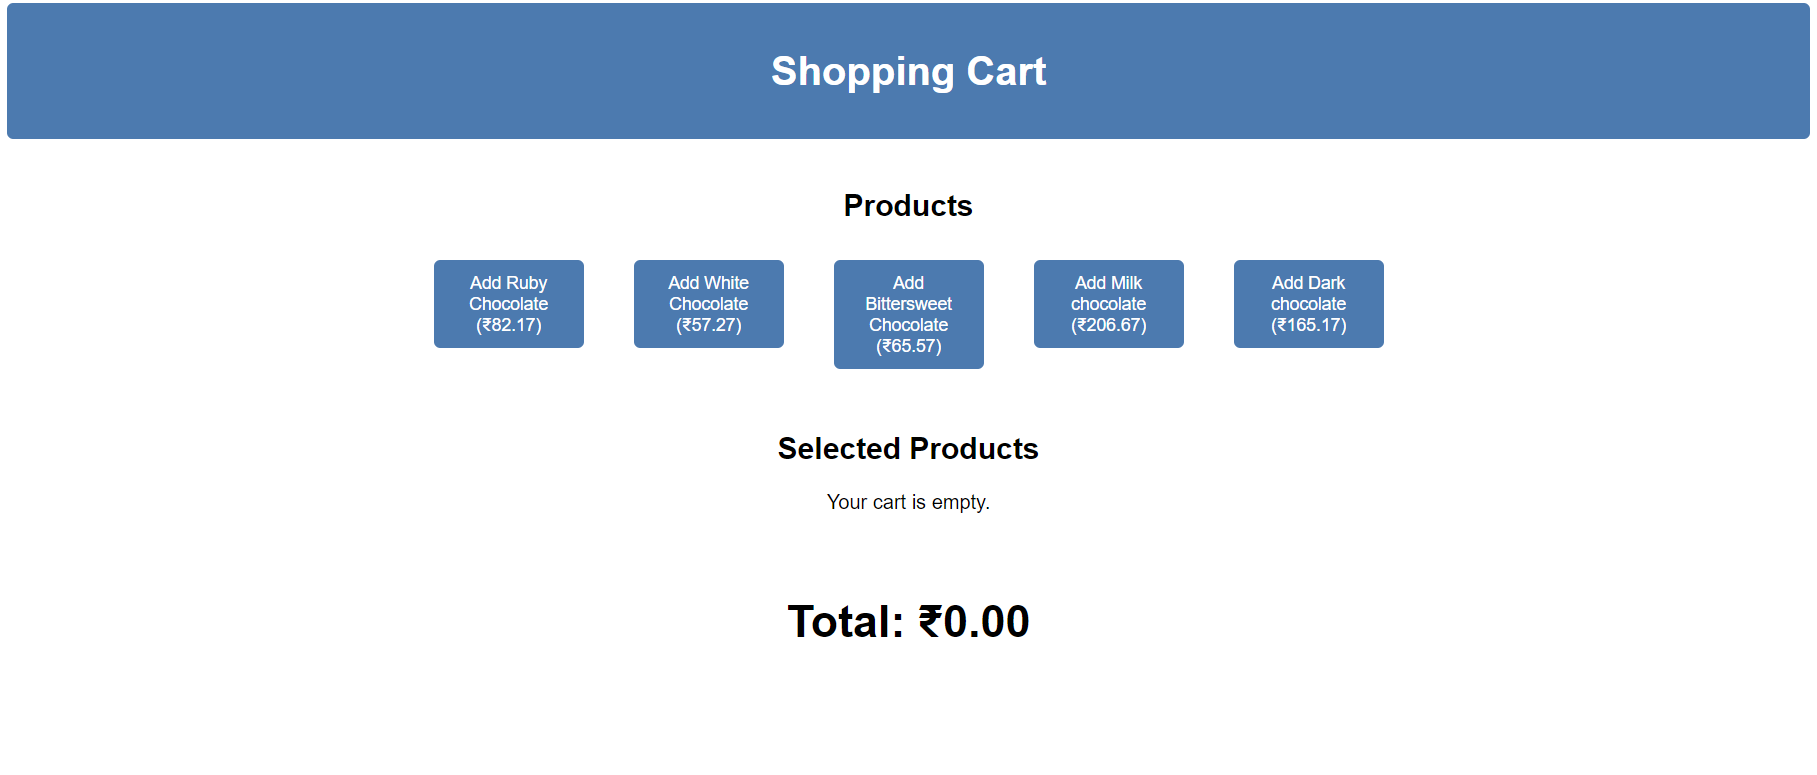 Shopping Cart
Products
Add Ruby
Chocolate
(₹82.17)
Add White
Chocolate
(₹57.27)
Add
Bittersweet
Chocolate
(₹65.57)
Add Milk
chocolate
(₹206.67)
Add Dark
chocolate
(₹165.17)
Selected Products
Your cart is empty.
Total: ₹0.00